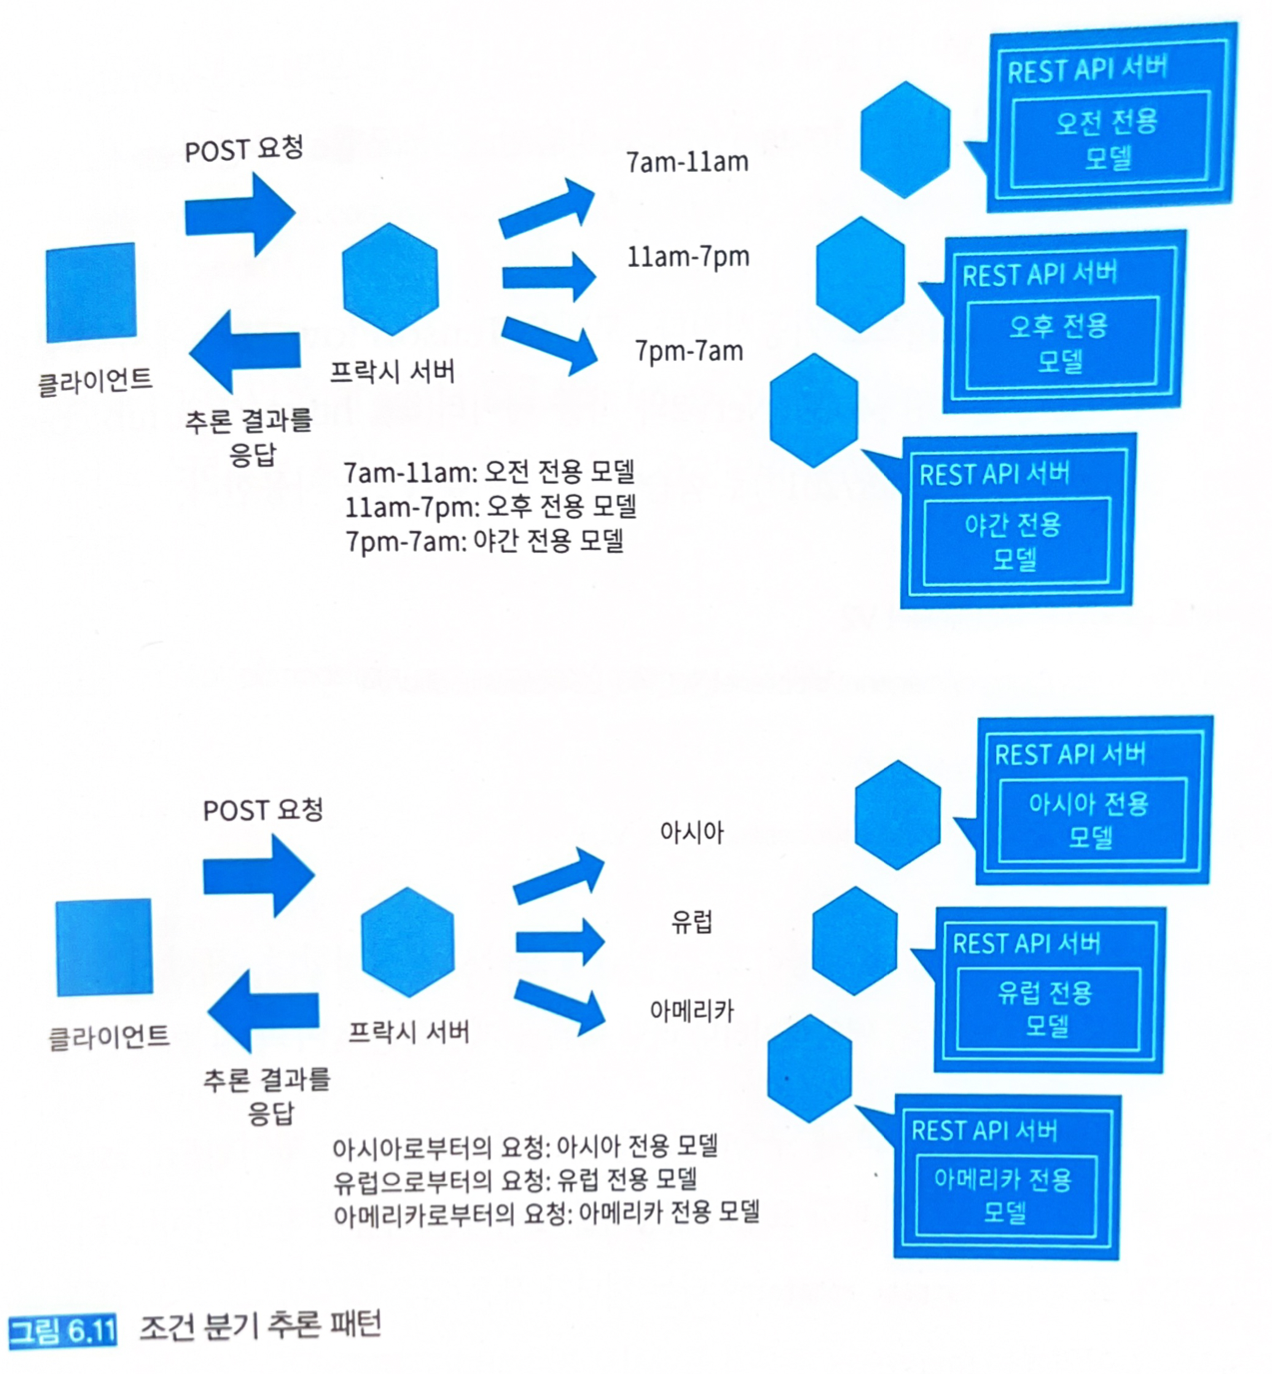 POST 요청
클라이언트
프락시 서버
추론 결과를
응답
7am-11am
11am-7pm
7pm-7am
7am-11am: 오전 전용 모델
11am-7pm: 오후 전용 모델
7pm-7am: 야간 전용 모델
REST API 서버
오전 전용
모델
REST API 서버
오후 전용
모델
REST API 서버
야간 전용
모델
POST 요청
클라이언트
프락시 서버
추론 결과를
응답
아시아
유럽
아메리카
아시아로부터의 요청: 아시아 전용 모델
유럽으로부터의 요청: 유럽 전용 모델
아메리카로부터의 요청: 아메리카 전용 모델
REST API 서버
아시아 전용
모델
REST API 서버
유럽 전용
모델
REST API 서버
아메리카 전용
모델
그림 6.11 조건 분기 추론 패턴